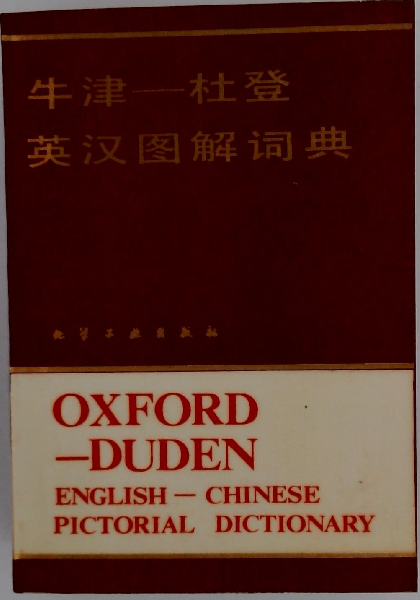 牛津—杜登
英汉图解词典
化学工业出版社
OXFORD
—DUDEN
ENGLISH — CHINESE
PICTORIAL DICTIONARY